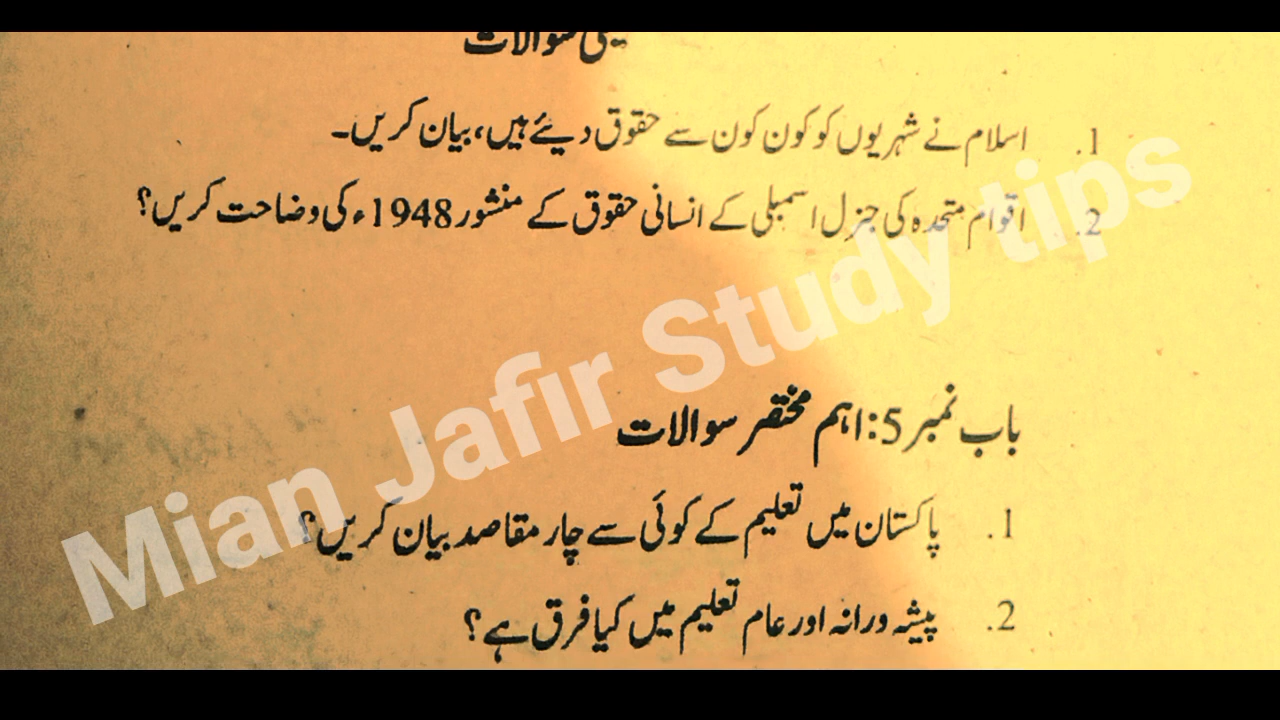 سوالات
1. اسلام نے شہریوں کو کون کون سے حقوق دیئے ہیں، بیان کریں۔
2. اقوام متحدہ کی جنرل اسمبلی کے انسانی حقوق کے منشور 1948ء کی وضاحت کریں؟
باب نمبر 5: اہم مختصر سوالات
1. پاکستان میں تعلیم کے کوئی سے چار مقاصد بیان کریں؟
2. پیشہ ورانہ اور عام تعلیم میں کیا فرق ہے؟
Mian Jafir Study tips